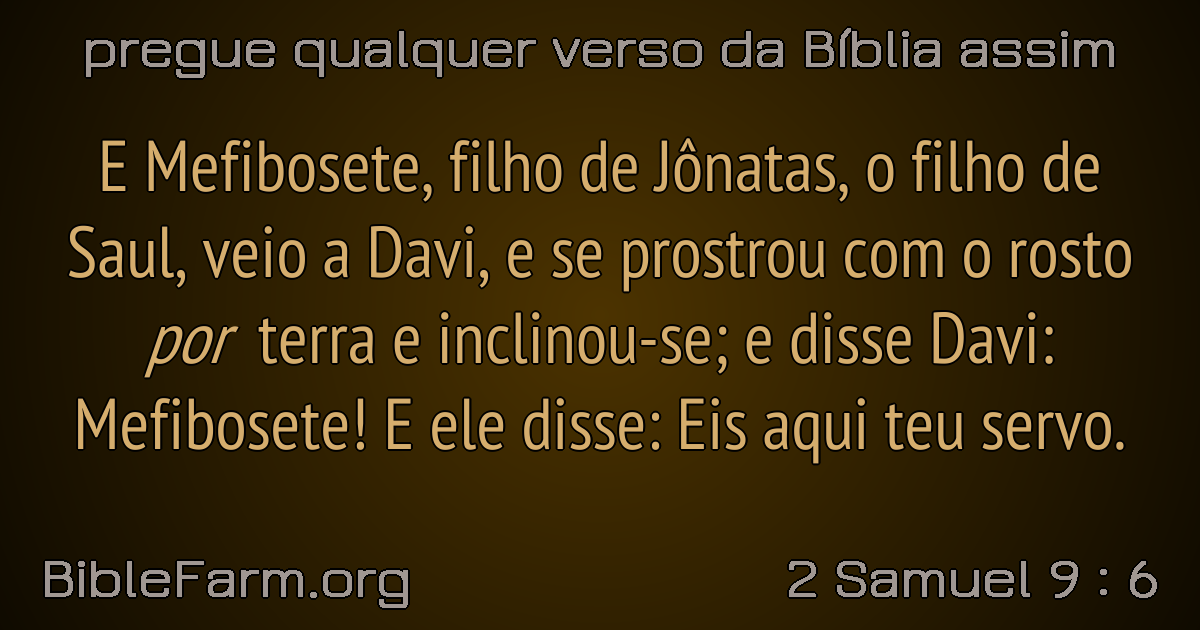 pregue qualquer verso da Bíblia assim
E Mefibosete, filho de Jônatas, o filho de
Saul, veio a Davi, e se prostrou com o rosto
por terra e inclinou-se; e disse Davi:
Mefibosete! E ele disse: Eis aqui teu servo.
BibleFarm.org
2 Samuel 9 : 6